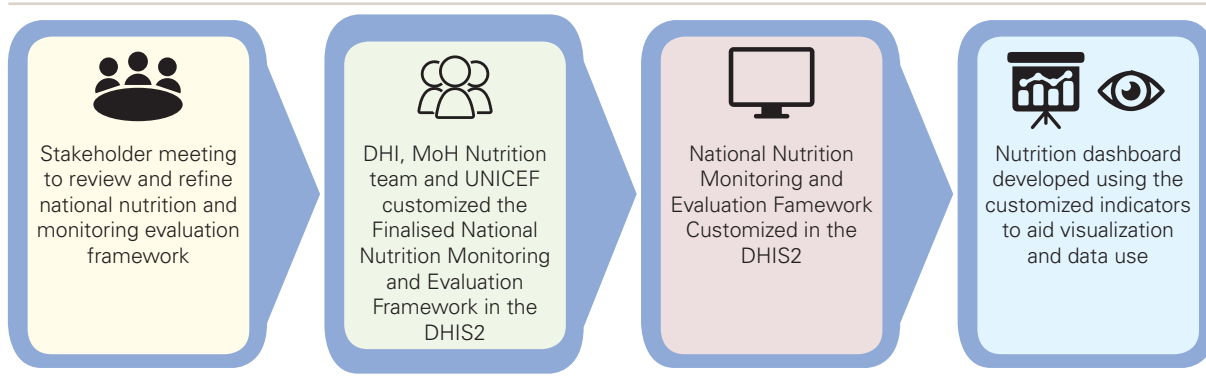 Stakeholder meeting
to review and refine
national nutrition and
monitoring evaluation
framework
DHI, MoH Nutrition
team and UNICEF
customized the
Finalised National
Nutrition Monitoring
and Evaluation
Framework in the
DHIS2
National Nutrition
Monitoring and
Evaluation Famework
Customized in the
DHIS2
Nutrition dashboard
developed using the
customized indicators
to aid visualization
and data use